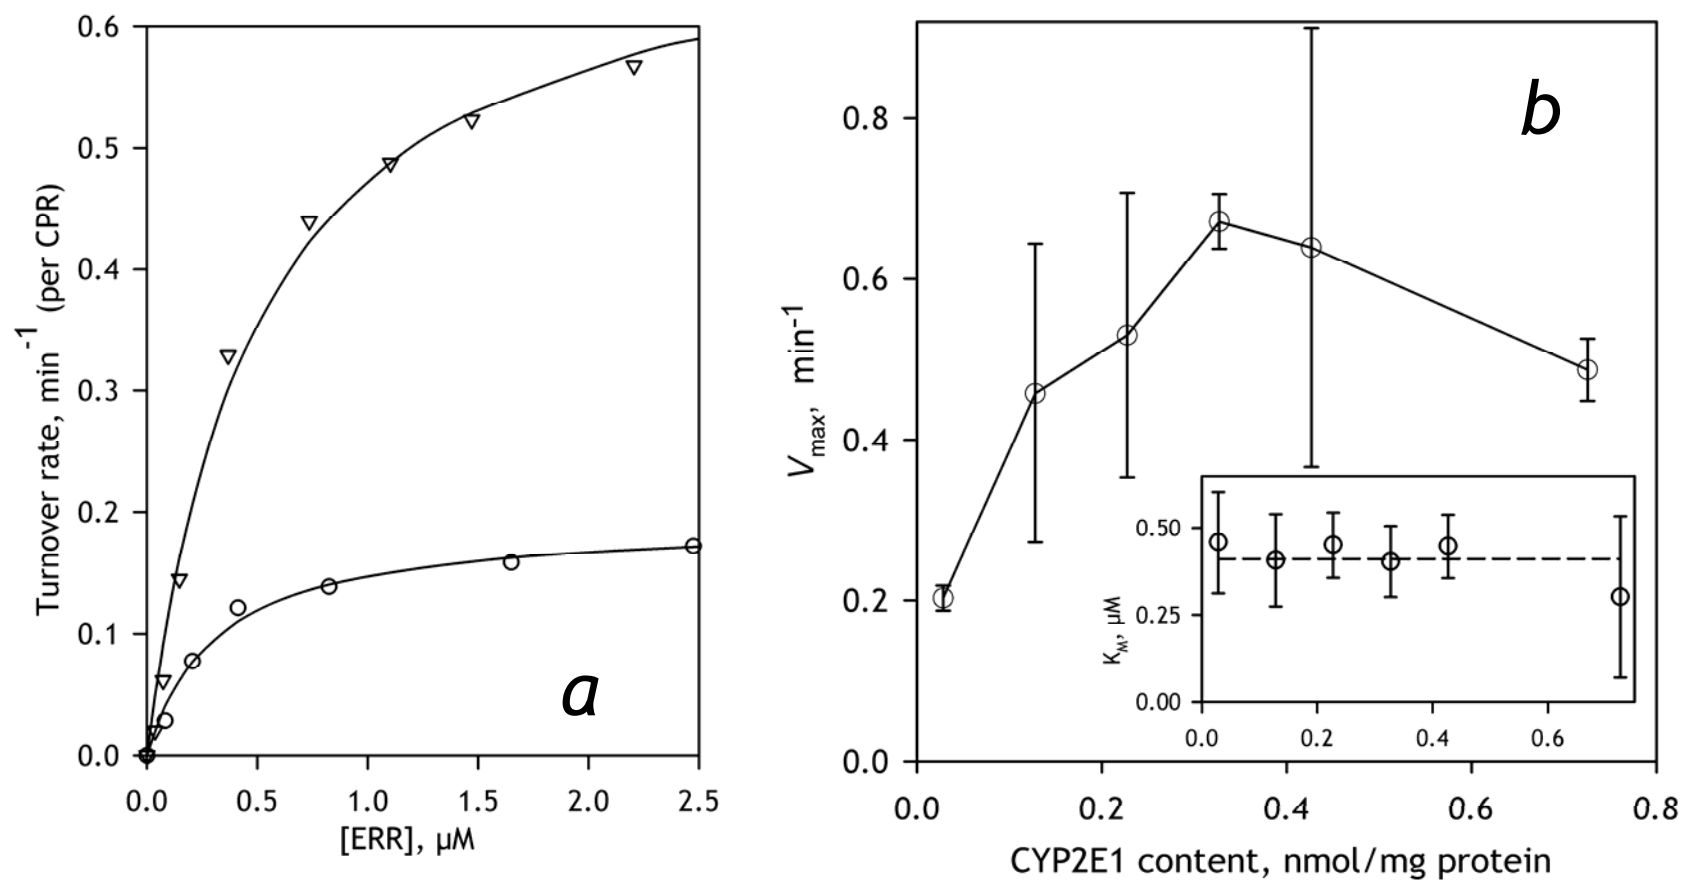 0.6
0.5
0.4
0.3
0.2
0.1
0.0
Turnover rate, min⁻¹ (per CPR)
0.0 0.5 1.0 1.5 2.0 2.5
[ERR], µM
a
b
0.8
0.6
0.4
0.2
0.0
Vmax, min⁻¹
0.0 0.2 0.4 0.6 0.8
CYP2E1 content, nmol/mg protein
0.50
0.25
0.00
KM, µM
0.0 0.2 0.4 0.6